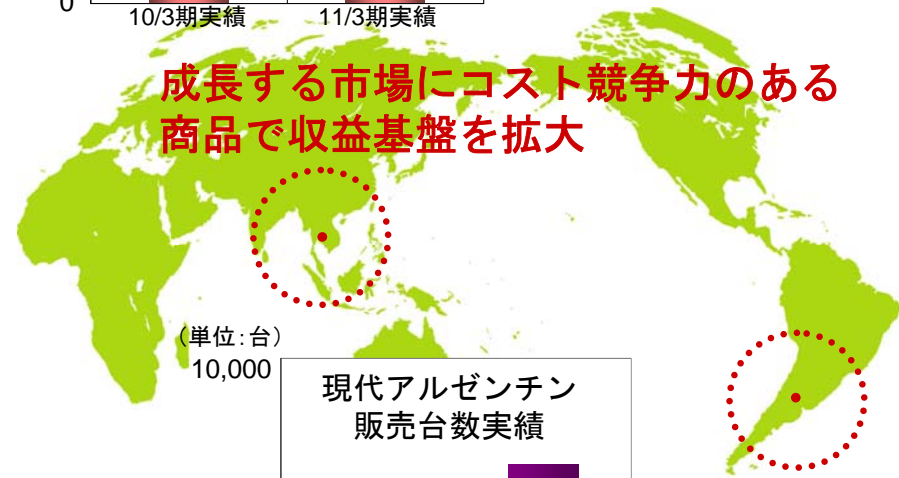 0
10/3期実績 11/3期実績
成長する市場にコスト競争力のある
商品で収益基盤を拡大
(単位:台)
10,000
現代アルゼンチン
販売台数実績